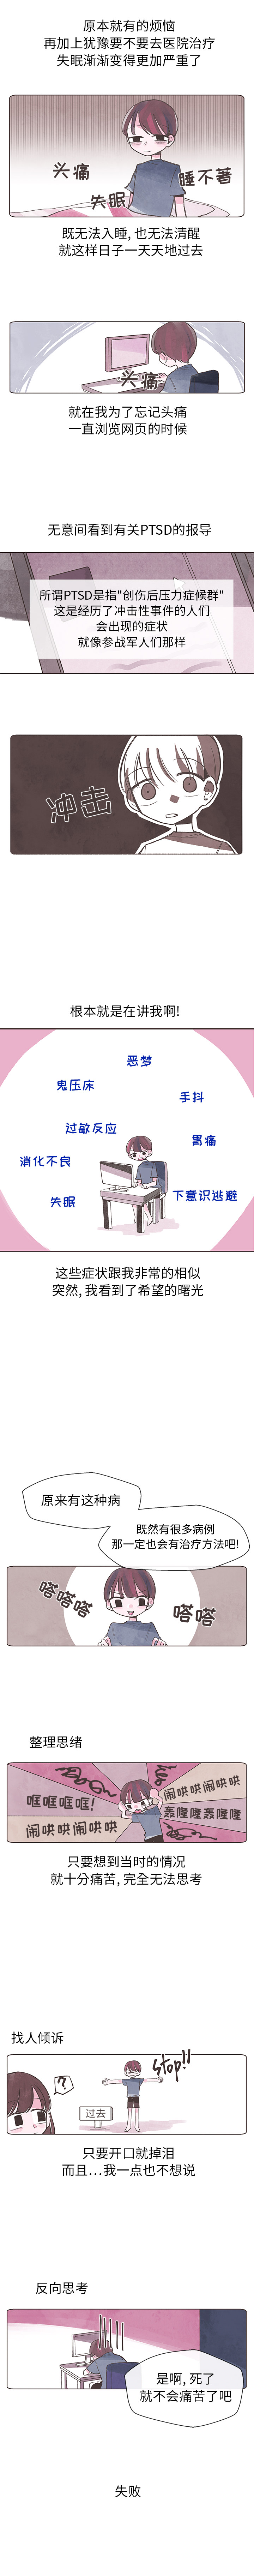 原本就有的烦恼
再加上犹豫要不要去医院治疗
失眠渐渐变得更加严重了
头痛
睡不著
失眠
既无法入睡, 也无法清醒
就这样日子一天天地过去
头痛
就在我为了忘记头痛
一直浏览网页的时候
无意间看到有关PTSD的报导
所谓PTSD是指"创伤后压力症候群"
这是经历了冲击性事件的人们
会出现的症状
就像参战军人们那样
冲击
根本就是在讲我啊!
恶梦
鬼压床
手抖
过敏反应
胃痛
消化不良
失眠
下意识逃避
这些症状跟我非常的相似
突然, 我看到了希望的曙光
原来有这种病
既然有很多病例
那一定也会有治疗方法吧!
嗒嗒嗒
嗒嗒
整理思绪
闹哄哄闹哄哄
哐哐哐哐!
轰隆隆轰隆隆
闹哄哄闹哄哄
只要想到当时的情况
就十分痛苦, 完全无法思考
找人倾诉
?
stop!!
过去
只要开口就掉泪
而且...我一点也不想说
反向思考
是啊, 死了
就不会痛苦了吧
失败